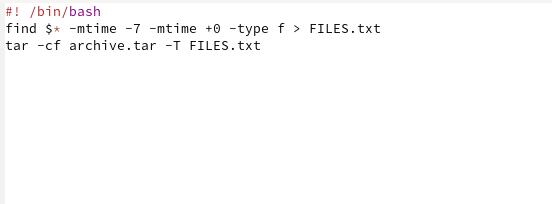 #! /bin/bash
find $* -mtime -7 -mtime +0 -type f > FILES.txt
tar -cf archive.tar -T FILES.txt